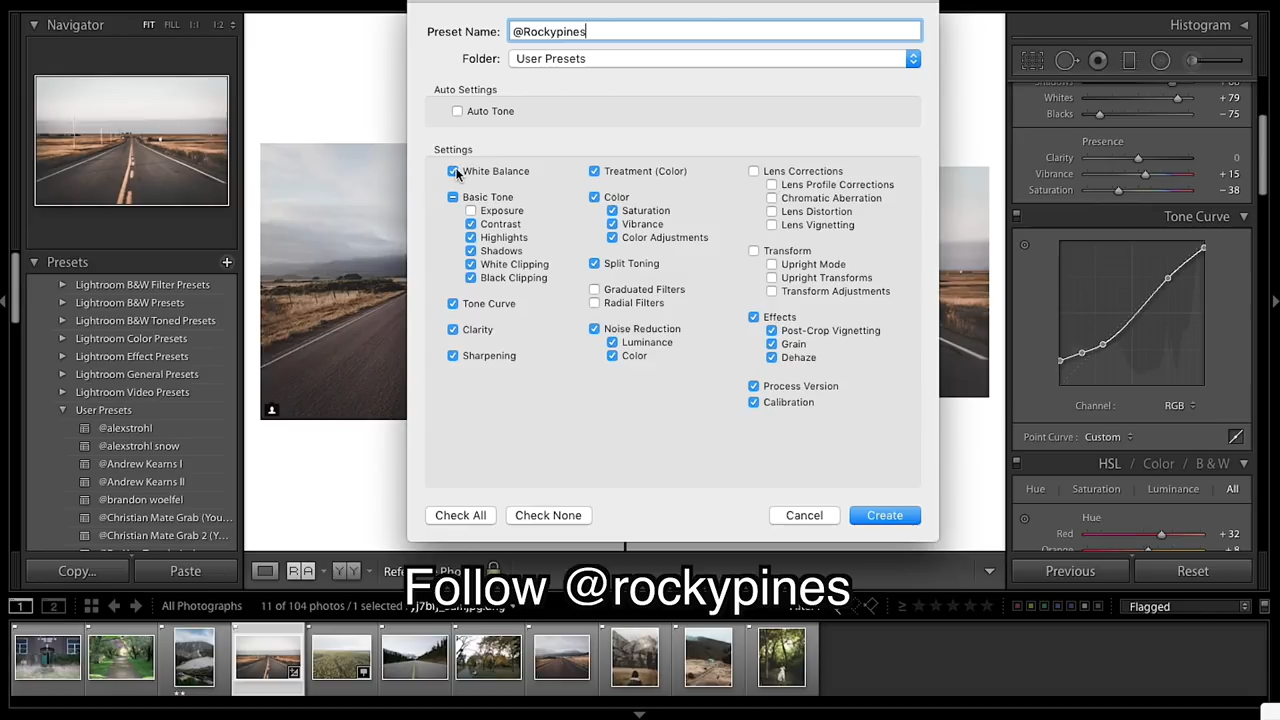 Navigator FIT FILL 1:1 1:2
Presets
Lightroom B&W Filter Presets
Lightroom B&W Presets
Lightroom B&W Toned Presets
Lightroom Color Presets
Lightroom Effect Presets
Lightroom General Presets
Lightroom Video Presets
User Presets
@alexstrohl
@alexstrohl snow
@Andrew Kearns I
@Andrew Kearns II
@brandon woelfel
@Christian Mate Grab (You...
@Christian Mate Grab 2 (Y...
Copy... Paste
Preset Name: @Rockypines
Folder: User Presets
Auto Settings
Auto Tone
Settings
White Balance
Basic Tone
Exposure
Contrast
Highlights
Shadows
White Clipping
Black Clipping
Tone Curve
Clarity
Sharpening
Treatment (Color)
Color
Saturation
Vibrance
Color Adjustments
Split Toning
Graduated Filters
Radial Filters
Noise Reduction
Luminance
Color
Lens Corrections
Lens Profile Corrections
Chromatic Aberration
Lens Distortion
Lens Vignetting
Transform
Upright Mode
Upright Transforms
Transform Adjustments
Effects
Post-Crop Vignetting
Grain
Dehaze
Process Version
Calibration
Check All Check None Cancel Create
Histogram
Whites + 79
Blacks − 75
Presence
Clarity 0
Vibrance + 15
Saturation − 38
Tone Curve
Channel: RGB
Point Curve: Custom
HSL / Color / B & W
Hue Saturation Luminance All
Hue
Red + 32
Previous Reset
R A Y Y
Follow @rockypines
1 2 All Photographs 11 of 104 photos / 1 selected
Flagged